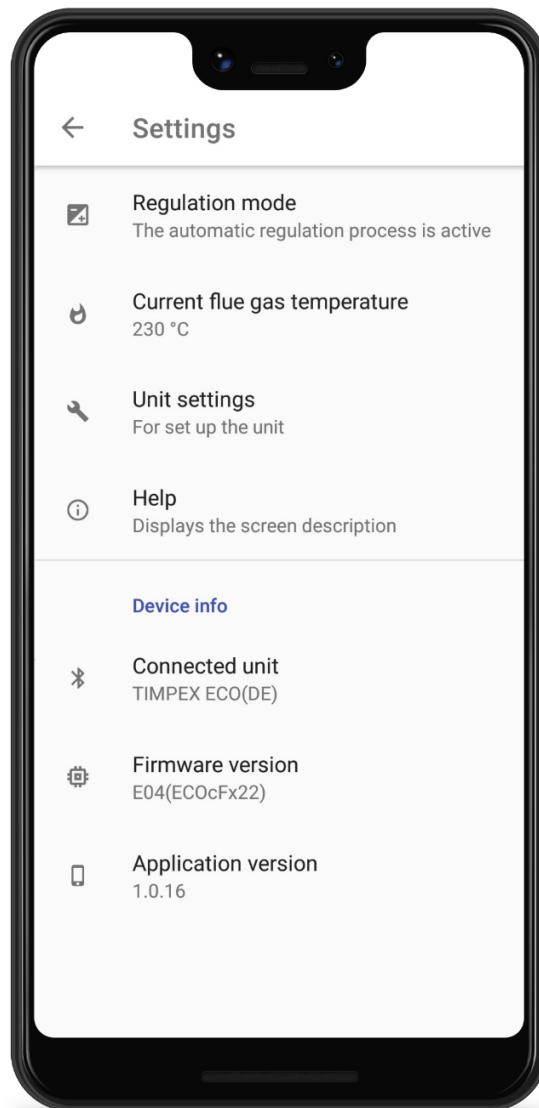 Settings
Regulation mode
The automatic regulation process is active
Current flue gas temperature
230 °C
Unit settings
For set up the unit
Help
Displays the screen description
Device info
Connected unit
TIMPEX ECO(DE)
Firmware version
E04(ECOcFx22)
Application version
1.0.16